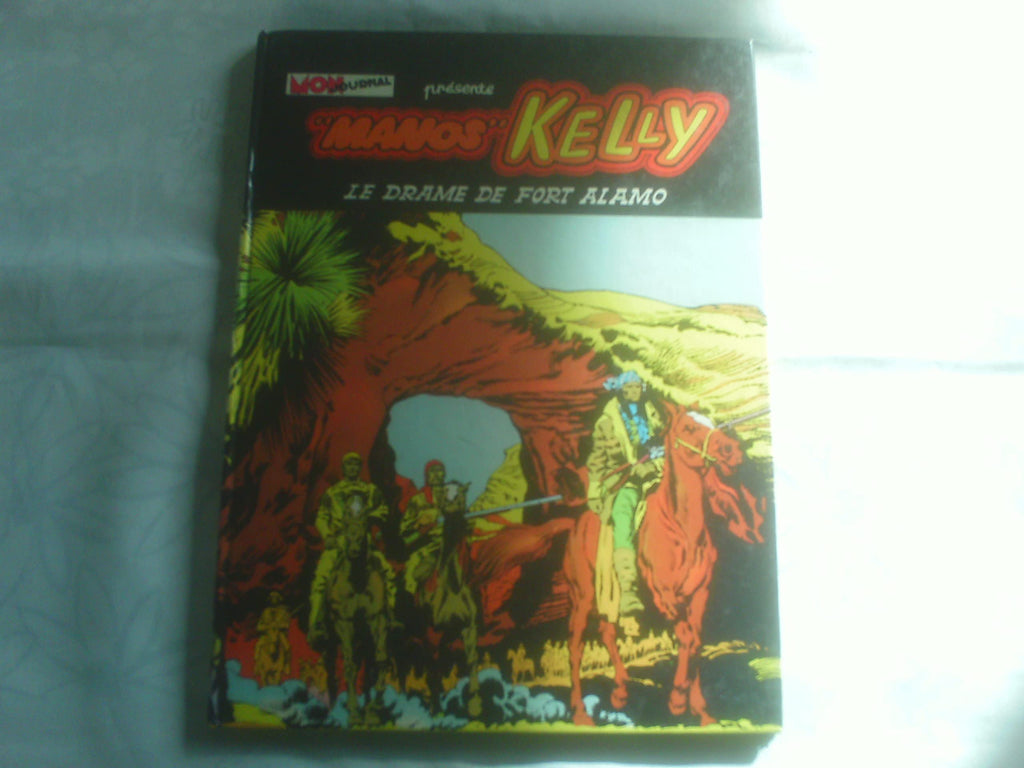 MON JOURNAL présente
"MANOS" KELLY
LE DRAME DE FORT ALAMO